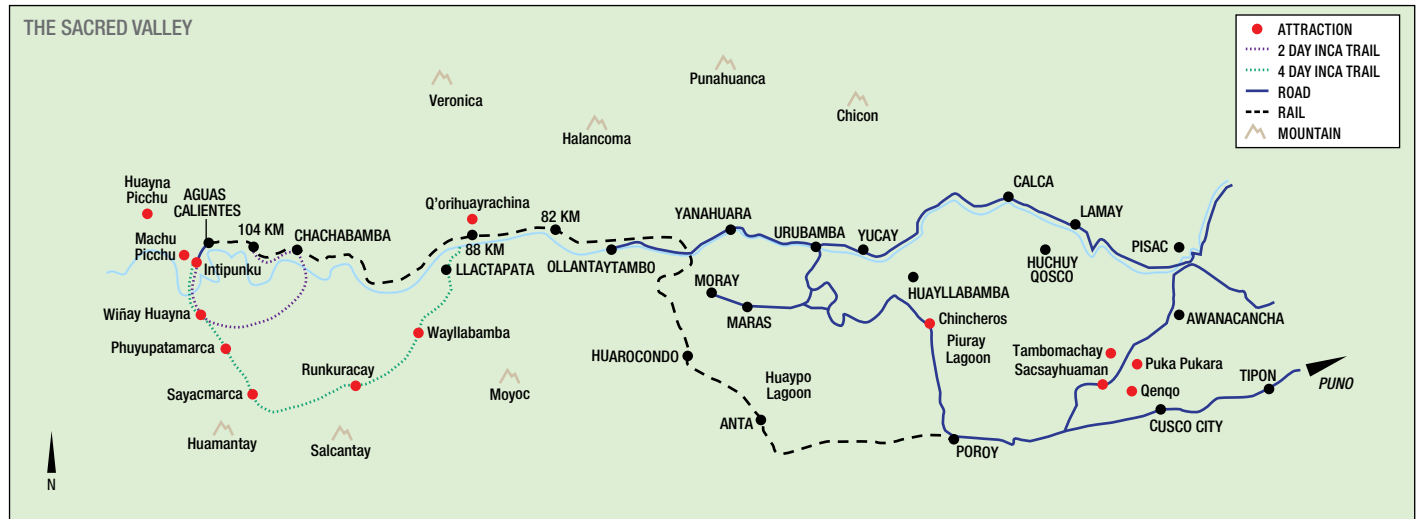 THE SACRED VALLEY
ATTRACTION
2 DAY INCA TRAIL
4 DAY INCA TRAIL
ROAD
RAIL
MOUNTAIN
Veronica
Halancoma
Punahuanca
Chicon
Huayna
Picchu
AGUAS
CALIENTES
Machu
Picchu
Intipunku
104 KM
CHACHABAMBA
Q'orihuayrachina
88 KM
LLACTAPATA
82 KM
OLLANTAYTAMBO
YANAHUARA
URUBAMBA
YUCAY
CALCA
LAMAY
PISAC
HUCHUY
QOSCO
MORAY
MARAS
HUAYLLABAMBA
Chincheros
Piuray
Lagoon
AWANACANCHA
Wiñay Huayna
Phuyupatamarca
Sayacmarca
Runkuracay
Wayllabamba
Huamantay
Salcantay
Moyoc
HUAROCONDO
Huaypo
Lagoon
ANTA
POROY
Tambomachay
Sacsayhuaman
Puka Pukara
Qenqo
CUSCO CITY
TIPON
PUNO
N